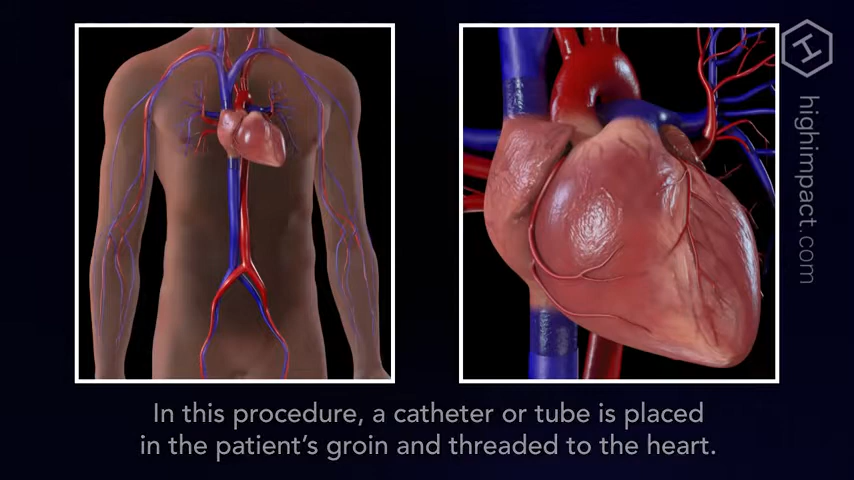 In this procedure, a catheter or tube is placed
in the patient's groin and threaded to the heart.
highimpact.com